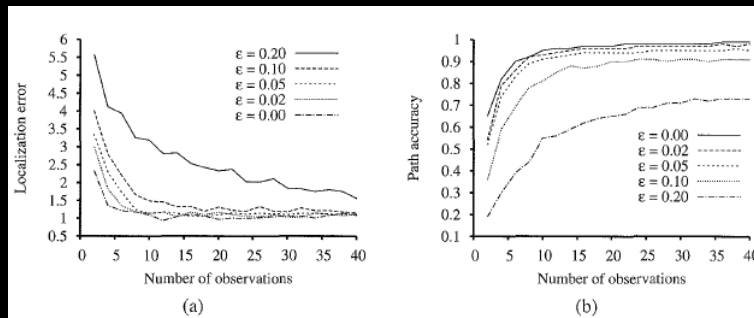 6
5.5
5
4.5
4
3.5
3
2.5
2
1.5
1
0.5
Localization error
ε = 0.20
ε = 0.10
ε = 0.05
ε = 0.02
ε = 0.00
0 5 10 15 20 25 30 35 40
Number of observations
(a)
1
0.9
0.8
0.7
0.6
0.5
0.4
0.3
0.2
0.1
Path accuracy
ε = 0.00
ε = 0.02
ε = 0.05
ε = 0.10
ε = 0.20
0 5 10 15 20 25 30 35 40
Number of observations
(b)